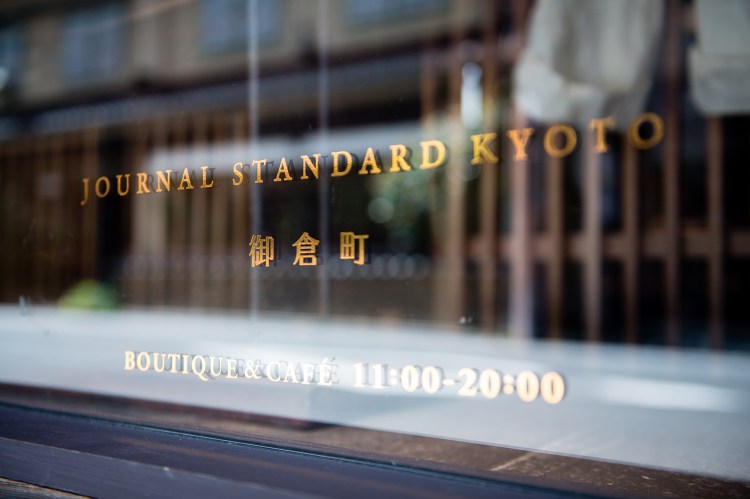 JOURNAL STANDARD KYOTO
御倉町
BOUTIQUE&CAFÉ 11:00-20:00